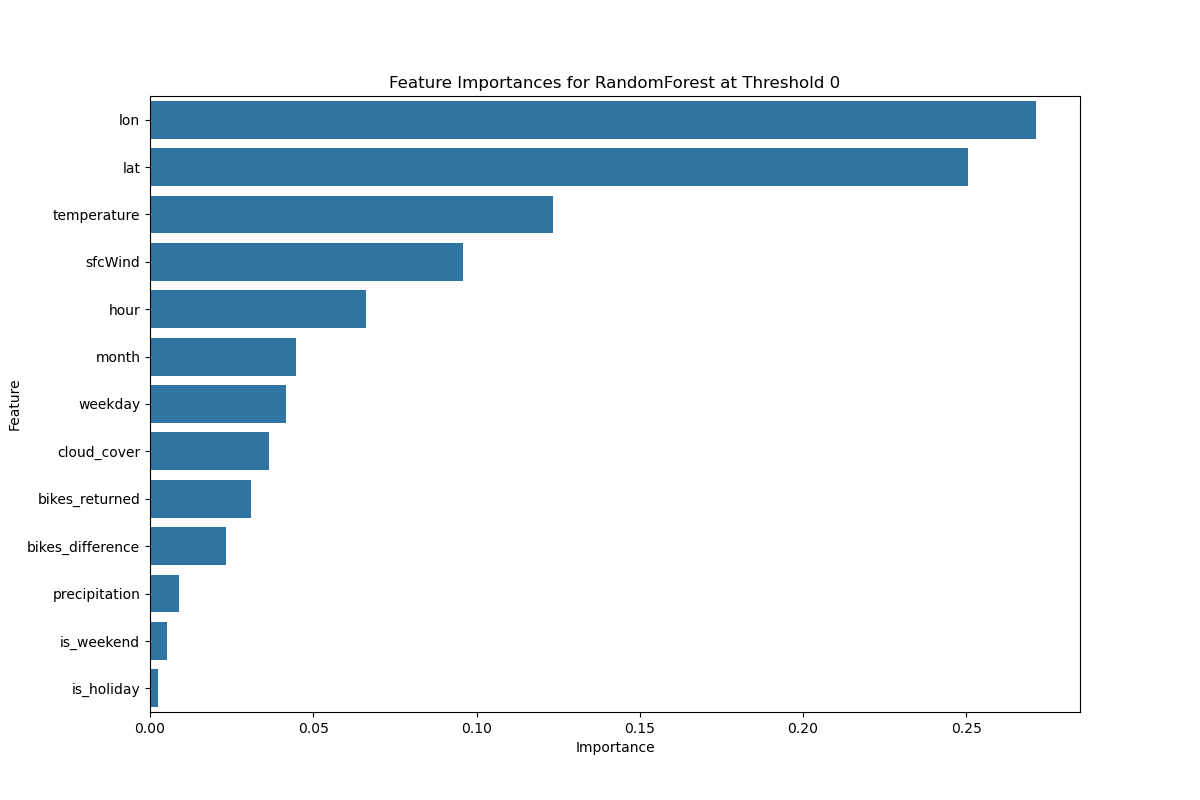 Feature Importances for RandomForest at Threshold 0
lon
lat
temperature
sfcWind
hour
month
weekday
cloud_cover
bikes_returned
bikes_difference
precipitation
is_weekend
is_holiday
Feature
0.00 0.05 0.10 0.15 0.20 0.25
Importance